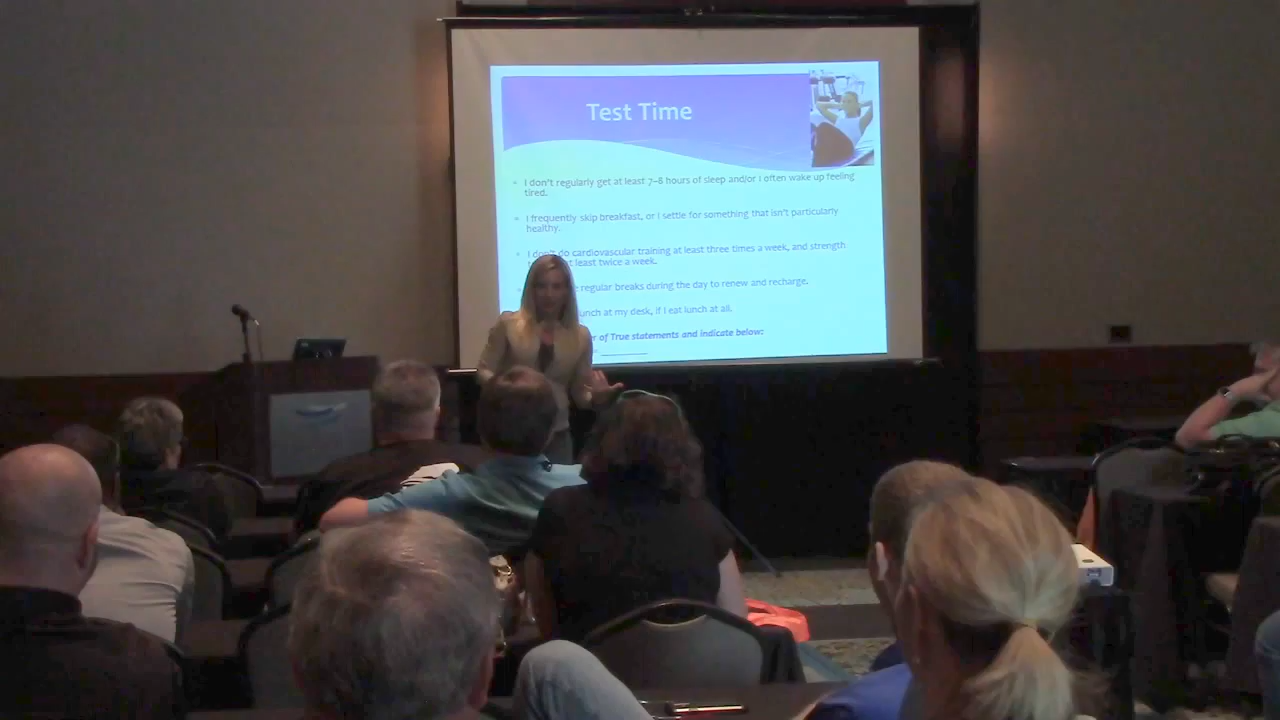 Test Time
I don't regularly get at least 7-8 hours of sleep and/or I often wake up feeling
tired.
I frequently skip breakfast, or I settle for something that isn't particularly
healthy.
I don't do cardiovascular training at least three times a week, and strength
at least twice a week.
regular breaks during the day to renew and recharge.
lunch at my desk, if I eat lunch at all.
of True statements and indicate below: